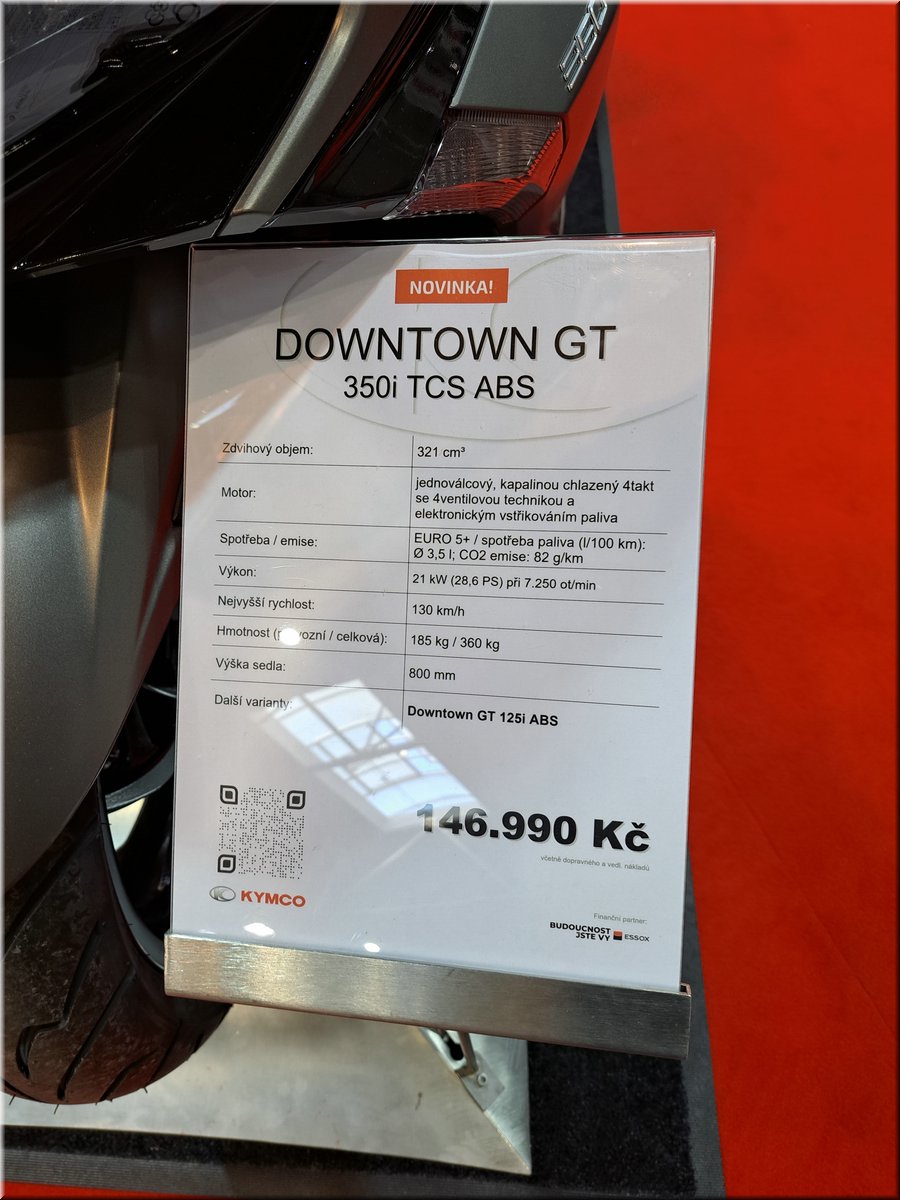 350
NOVINKA!
DOWNTOWN GT
350i TCS ABS
Zdvihový objem: 321 cm³
Motor: jednoválcový, kapalinou chlazený 4takt
se 4ventilovou technikou a
elektronickým vstřikováním paliva
Spotřeba / emise: EURO 5+ / spotřeba paliva (l/100 km):
Ø 3,5 l; CO2 emise: 82 g/km
Výkon: 21 kW (28,6 PS) při 7.250 ot/min
Nejvyšší rychlost: 130 km/h
Hmotnost / celková): 185 kg / 360 kg
Výška sedla: 800 mm
Další varianty: Downtown GT 125i ABS
146.990 Kč
včetně dopravného a vedl. nákladů
KYMCO
Finanční partner:
BUDOUCNOST
JSTE VY ESSOX